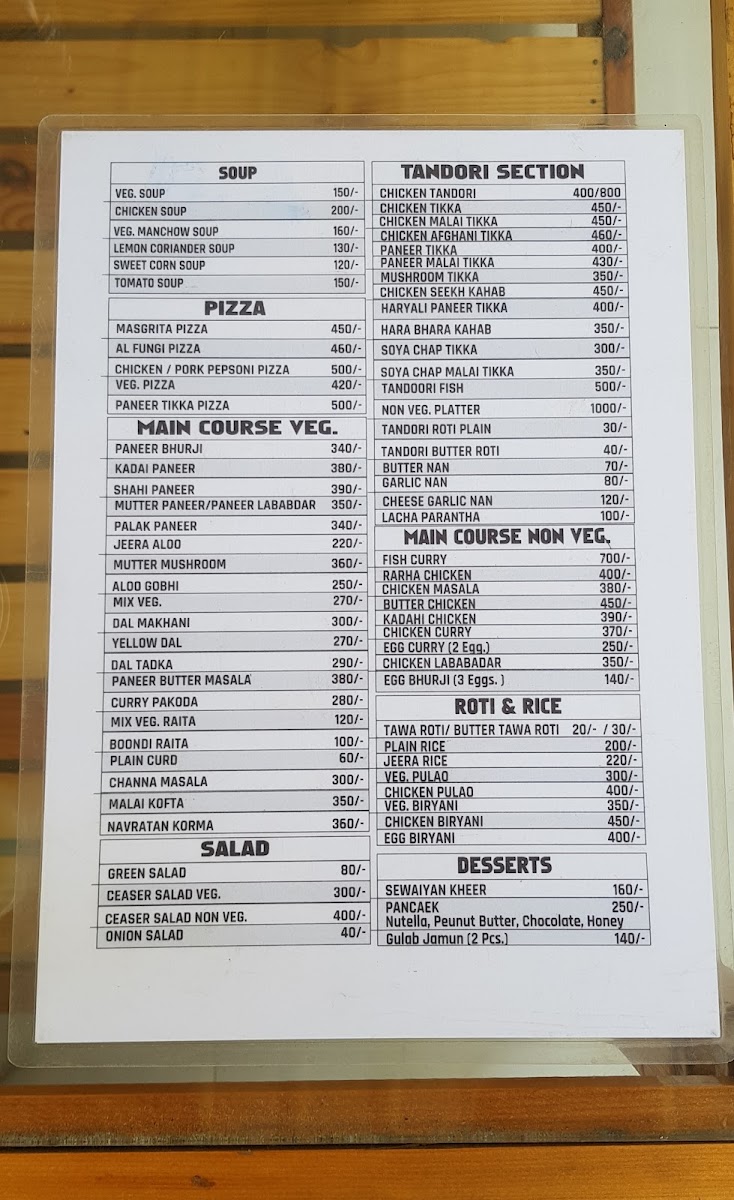 SOUP
VEG. SOUP 150/-
CHICKEN SOUP 200/-
VEG. MANCHOW SOUP 160/-
LEMON CORIANDER SOUP 130/-
SWEET CORN SOUP 120/-
TOMATO SOUP 150/-
PIZZA
MASGRITA PIZZA 450/-
AL FUNGI PIZZA 460/-
CHICKEN / PORK PEPSONI PIZZA 500/-
VEG. PIZZA 420/-
PANEER TIKKA PIZZA 500/-
MAIN COURSE VEG.
PANEER BHURJI 340/-
KADAI PANEER 380/-
SHAHI PANEER 390/-
MUTTER PANEER/PANEER LABABDAR 350/-
PALAK PANEER 340/-
JEERA ALOO 220/-
MUTTER MUSHROOM 360/-
ALOO GOBHI 250/-
MIX VEG. 270/-
DAL MAKHANI 300/-
YELLOW DAL 270/-
DAL TADKA 290/-
PANEER BUTTER MASALA 380/-
CURRY PAKODA 280/-
MIX VEG. RAITA 120/-
BOONDI RAITA 100/-
PLAIN CURD 60/-
CHANNA MASALA 300/-
MALAI KOFTA 350/-
NAVRATAN KORMA 360/-
SALAD
GREEN SALAD 80/-
CEASER SALAD VEG. 300/-
CEASER SALAD NON VEG. 400/-
ONION SALAD 40/-
TANDORI SECTION
CHICKEN TANDORI 400/800
CHICKEN TIKKA 450/-
CHICKEN MALAI TIKKA 450/-
CHICKEN AFGHANI TIKKA 460/-
PANEER TIKKA 400/-
PANEER MALAI TIKKA 430/-
MUSHROOM TIKKA 350/-
CHICKEN SEEKH KAHAB 450/-
HARYALI PANEER TIKKA 400/-
HARA BHARA KAHAB 350/-
SOYA CHAP TIKKA 300/-
SOYA CHAP MALAI TIKKA 350/-
TANDOORI FISH 500/-
NON VEG. PLATTER 1000/-
TANDORI ROTI PLAIN 30/-
TANDORI BUTTER ROTI 40/-
BUTTER NAN 70/-
GARLIC NAN 80/-
CHEESE GARLIC NAN 120/-
LACHA PARANTHA 100/-
MAIN COURSE NON VEG.
FISH CURRY 700/-
RARHA CHICKEN 400/-
CHICKEN MASALA 380/-
BUTTER CHICKEN 450/-
KADAHI CHICKEN 390/-
CHICKEN CURRY 370/-
EGG CURRY (2 Egg.) 250/-
CHICKEN LABABADAR 350/-
EGG BHURJI (3 Eggs. ) 140/-
ROTI & RICE
TAWA ROTI/ BUTTER TAWA ROTI 20/- / 30/-
PLAIN RICE 200/-
JEERA RICE 220/-
VEG. PULAO 300/-
CHICKEN PULAO 400/-
VEG. BIRYANI 350/-
CHICKEN BIRYANI 450/-
EGG BIRYANI 400/-
DESSERTS
SEWAIYAN KHEER 160/-
PANCAEK 250/-
Nutella, Peunut Butter, Chocolate, Honey
Gulab Jamun (2 Pcs.) 140/-